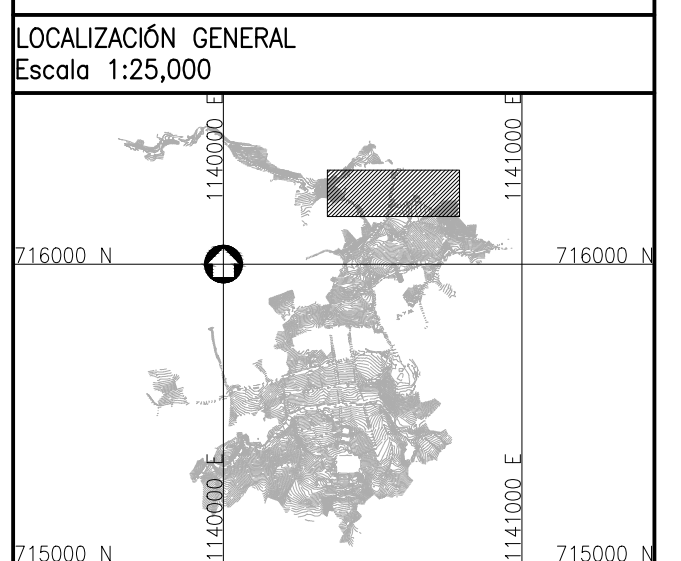 LOCALIZACIÓN GENERAL
Escala 1:25,000
1140000 E
1141000 E
716000 N
716000 N
1140000 E
1141000 E
715000 N
715000 N